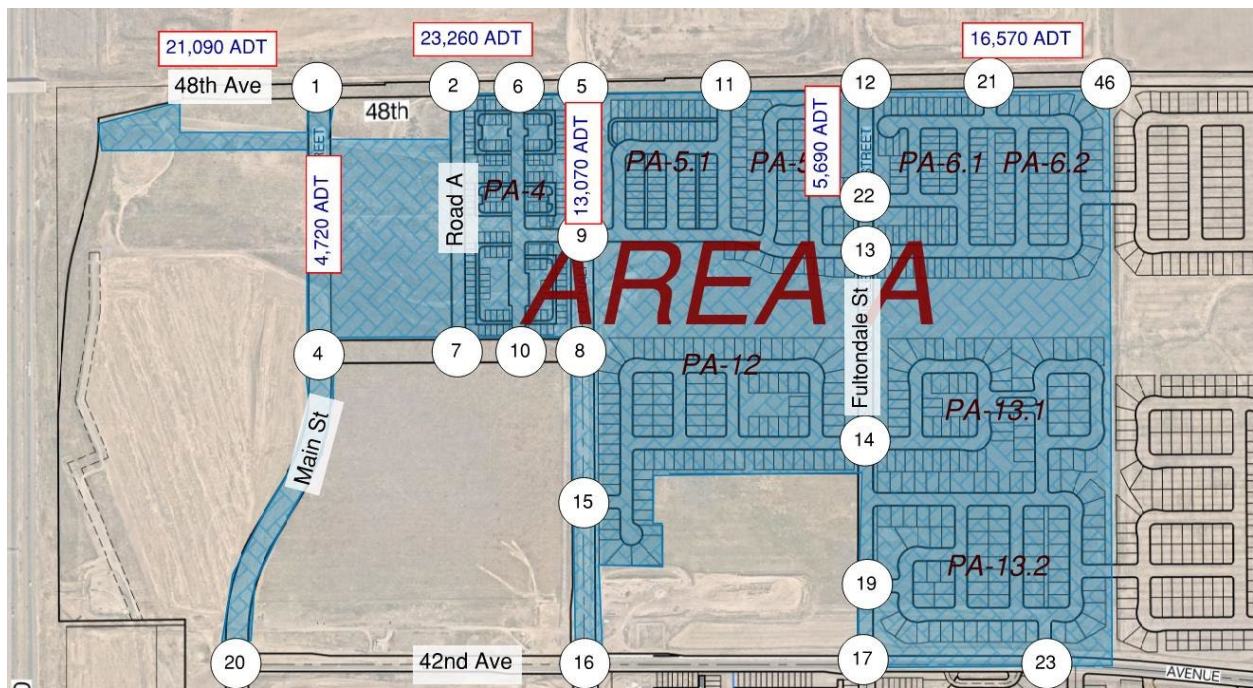 21,090 ADT
23,260 ADT
16,570 ADT
48th Ave
1
2
6
5
11
12
21
46
48th
4,720 ADT
Road A
PA-4
13,070 ADT
PA-5.1
5,690 ADT
STREET
PA-6.1
PA-6.2
22
9
13
AREA A
Fultondale St
4
7
10
8
PA-12
PA-13.1
Main St
14
15
PA-13.2
19
20
42nd Ave
16
17
23
AVENUE